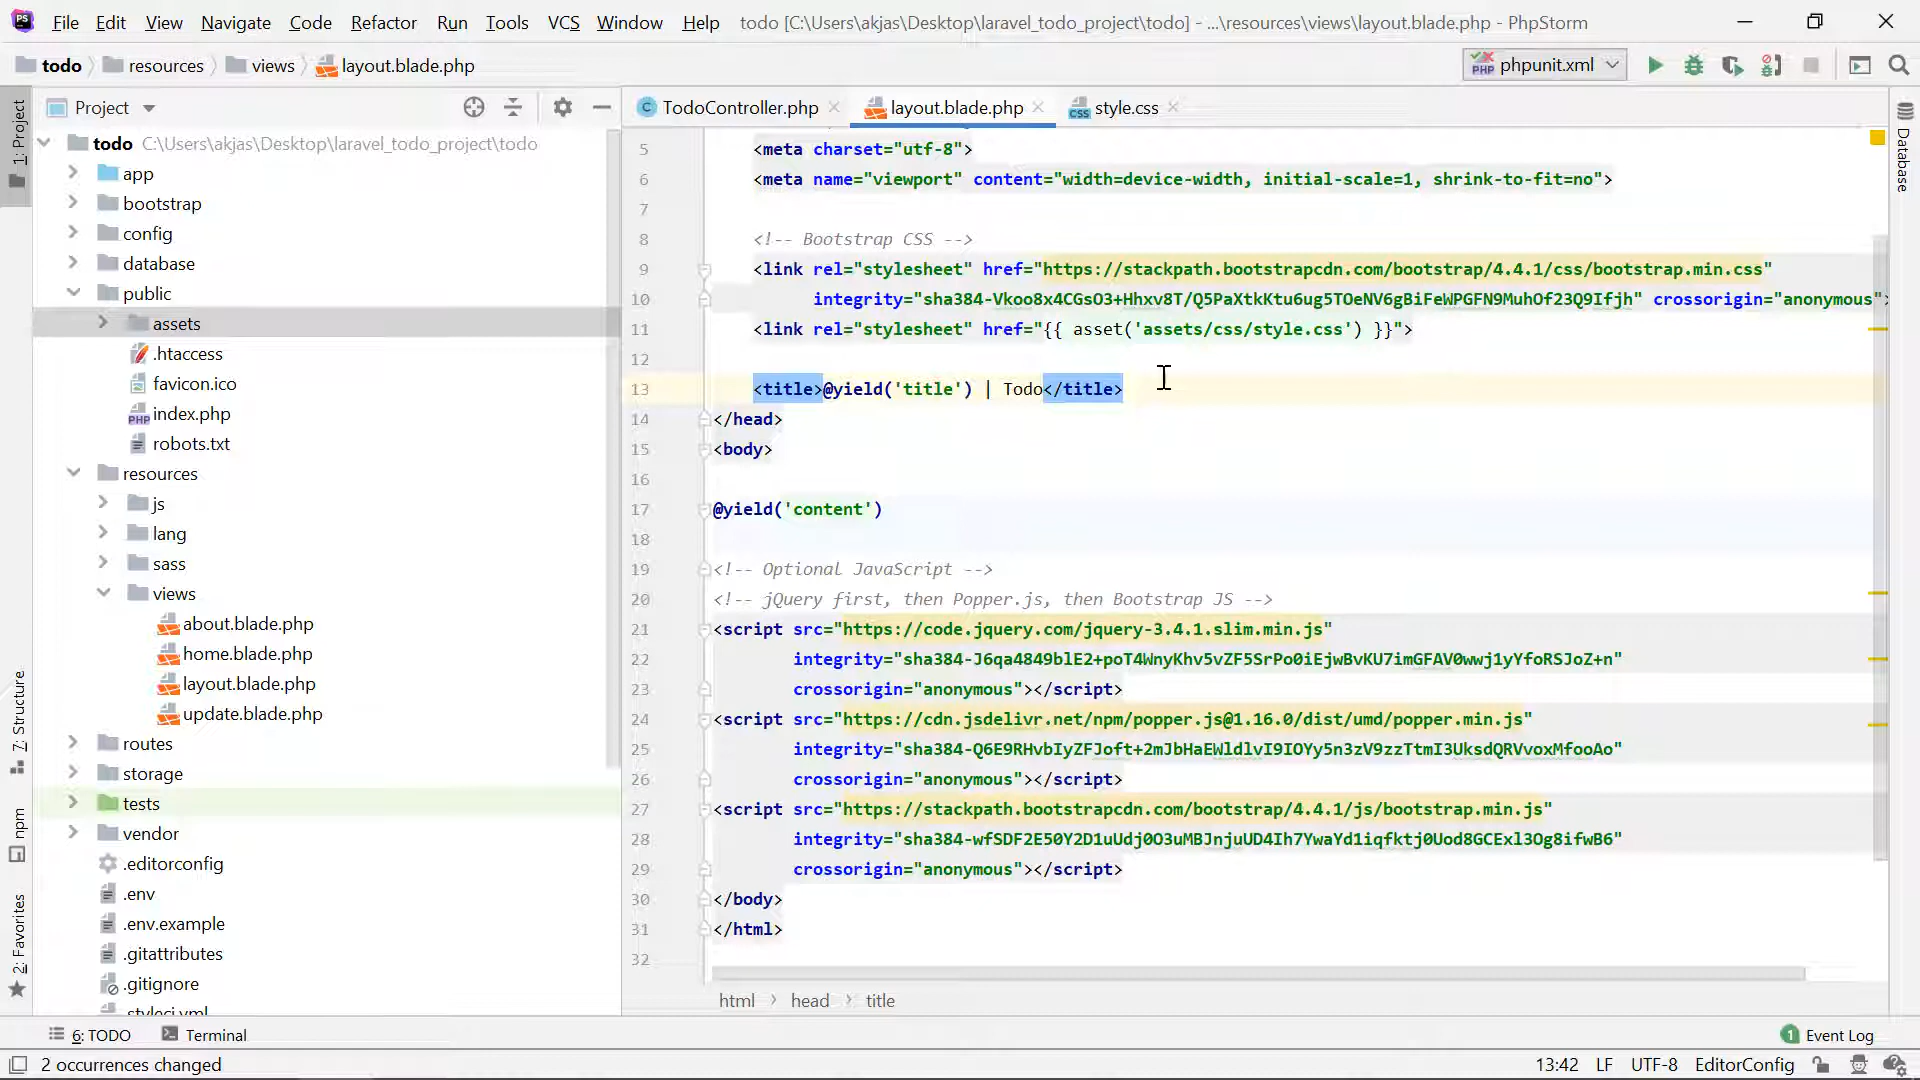 File Edit View Navigate Code Refactor Run Tools VCS Window Help todo [C:\Users\akjas\Desktop\laravel_todo_project\todo] - ...\resources\views\layout.blade.php - PhpStorm
todo resources views layout.blade.php phpunit.xml
Project TodoController.php layout.blade.php style.css
1: Project
7: Structure
npm
2: Favorites
todo C:\Users\akjas\Desktop\laravel_todo_project\todo
app
bootstrap
config
database
public
assets
.htaccess
favicon.ico
index.php
robots.txt
resources
js
lang
sass
views
about.blade.php
home.blade.php
layout.blade.php
update.blade.php
routes
storage
tests
vendor
.editorconfig
.env
.env.example
.gitattributes
.gitignore
.styleci.yml
5 <meta charset="utf-8">
6 <meta name="viewport" content="width=device-width, initial-scale=1, shrink-to-fit=no">
7
8 <!-- Bootstrap CSS -->
9 <link rel="stylesheet" href="https://stackpath.bootstrapcdn.com/bootstrap/4.4.1/css/bootstrap.min.css"
10 integrity="sha384-Vkoo8x4CGsO3+Hhxv8T/Q5PaXtkKtu6ug5TOeNV6gBiFeWPGFN9MuhOf23Q9Ifjh" crossorigin="anonymous">
11 <link rel="stylesheet" href="{{ asset('assets/css/style.css') }}">
12
13 <title>@yield('title') | Todo</title>
14 </head>
15 <body>
16
17 @yield('content')
18
19 <!-- Optional JavaScript -->
20 <!-- jQuery first, then Popper.js, then Bootstrap JS -->
21 <script src="https://code.jquery.com/jquery-3.4.1.slim.min.js"
22 integrity="sha384-J6qa4849blE2+poT4WnyKhv5vZF5SrPo0iEjwBvKU7imGFAV0wwj1yYfoRSJoZ+n"
23 crossorigin="anonymous"></script>
24 <script src="https://cdn.jsdelivr.net/npm/popper.js@1.16.0/dist/umd/popper.min.js"
25 integrity="sha384-Q6E9RHvbIyZFJoft+2mJbHaEWldlvI9IOYy5n3zV9zzTtmI3UksdQRVvoxMfooAo"
26 crossorigin="anonymous"></script>
27 <script src="https://stackpath.bootstrapcdn.com/bootstrap/4.4.1/js/bootstrap.min.js"
28 integrity="sha384-wfSDF2E50Y2D1uUdj0O3uMBJnjuUD4Ih7YwaYd1iqfktj0Uod8GCExl3Og8ifwB6"
29 crossorigin="anonymous"></script>
30 </body>
31 </html>
32
html head title
Database
6: TODO Terminal 1 Event Log
2 occurrences changed 13:42 LF UTF-8 EditorConfig